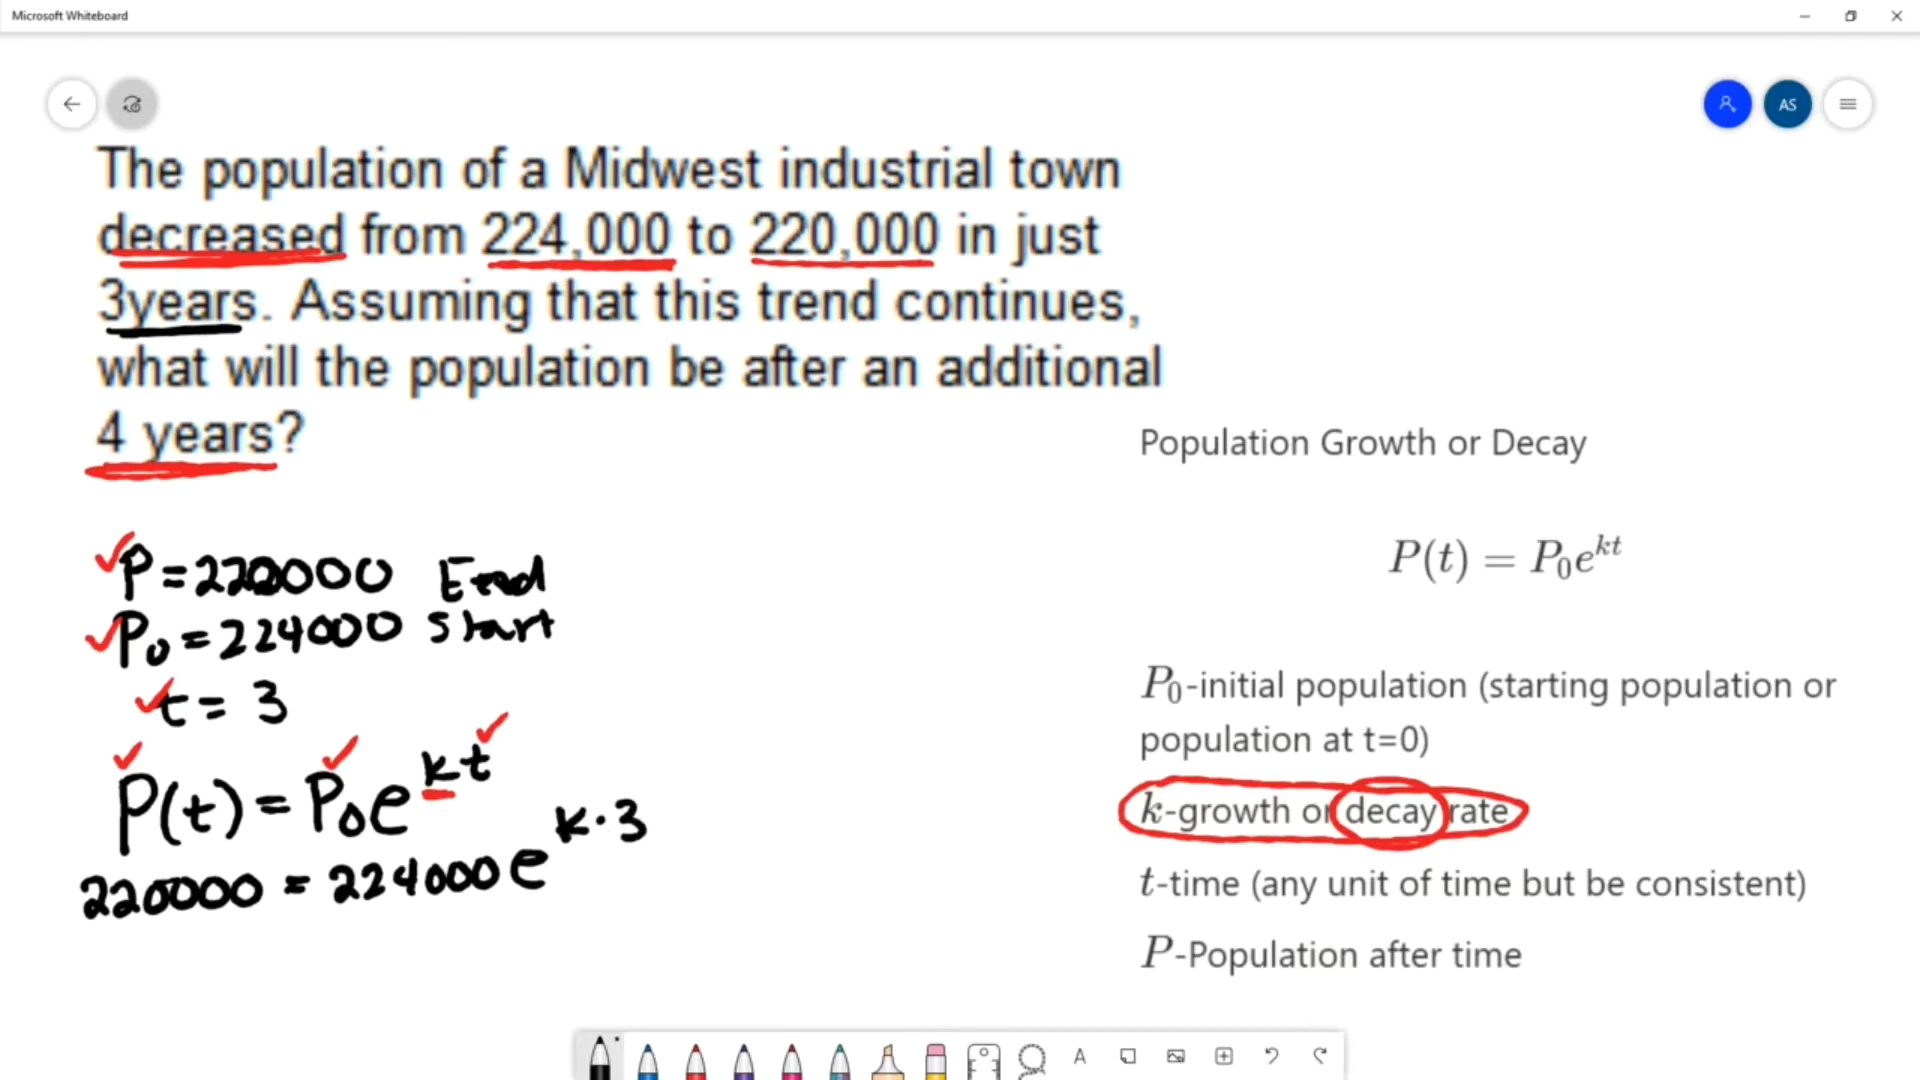 Microsoft Whiteboard
AS
The population of a Midwest industrial town
decreased from 224,000 to 220,000 in just
3years. Assuming that this trend continues,
what will the population be after an additional
4 years?
P = 220000 End
P₀ = 224000 Start
t = 3
P(t) = P₀e^kt
220000 = 224000e^k·3
Population Growth or Decay
P(t) = P₀e^kt
P₀-initial population (starting population or
population at t=0)
k-growth or decay rate
t-time (any unit of time but be consistent)
P-Population after time
A